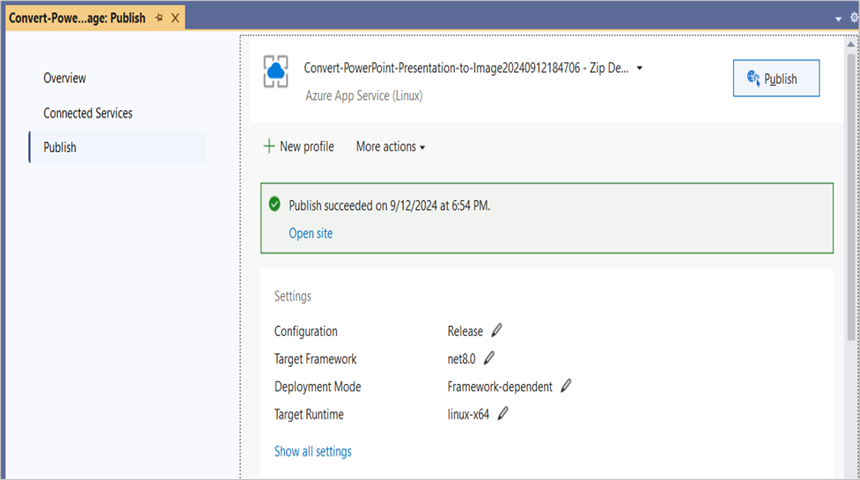 Convert-Powe...age: Publish
Overview
Connected Services
Publish
Convert-PowerPoint-Presentation-to-Image20240912184706 - Zip De...
Azure App Service (Linux)
Publish
New profile
More actions
Publish succeeded on 9/12/2024 at 6:54 PM.
Open site
Settings
Configuration Release
Target Framework net8.0
Deployment Mode Framework-dependent
Target Runtime linux-x64
Show all settings